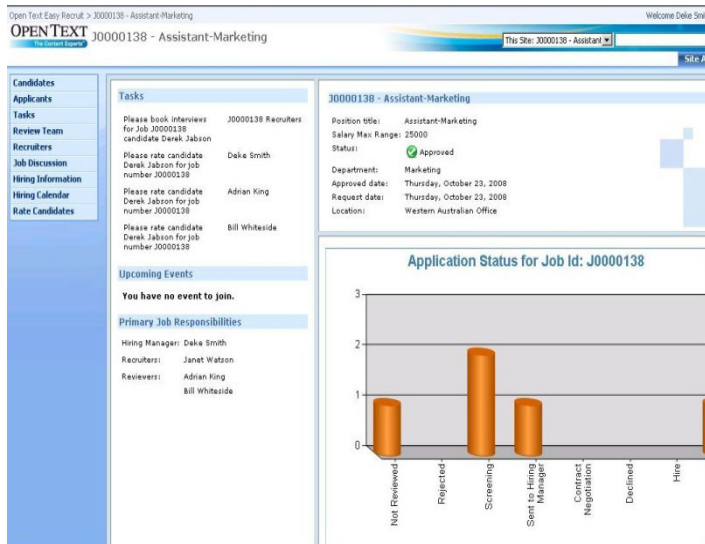 Open Text Easy Recruit > J0000138 - Assistant-Marketing
Welcome Deke Smi
OPEN TEXT
The Content Experts
J0000138 - Assistant-Marketing
This Site: J0000138 - Assistant
Site A
Candidates
Applicants
Tasks
Review Team
Recruiters
Job Discussion
Hiring Information
Hiring Calendar
Rate Candidates
Tasks
Please book interviews J0000138 Recruiters
for Job J0000138
candidate Derek Jabson
Please rate candidate Deke Smith
Derek Jabson for job
number J0000138
Please rate candidate Adrian King
Derek Jabson for job
number J0000138
Please rate candidate Bill Whiteside
Derek Jabson for job
number J0000138
Upcoming Events
You have no event to join.
Primary Job Responsibilities
Hiring Manager: Deke Smith
Recruiters: Janet Watson
Revievers: Adrian King
Bill Whiteside
J0000138 - Assistant-Marketing
Position title: Assistant-Marketing
Salary Max Range: 25000
Status: Approved
Department: Marketing
Approved date: Thursday, October 23, 2008
Request date: Thursday, October 23, 2008
Location: Western Australian Office
Application Status for Job Id: J0000138
3
2
1
0
Not Reviewed
Rejected
Screening
Sent to Hiring
Manager
Contract
Negotiation
Declined
Hire